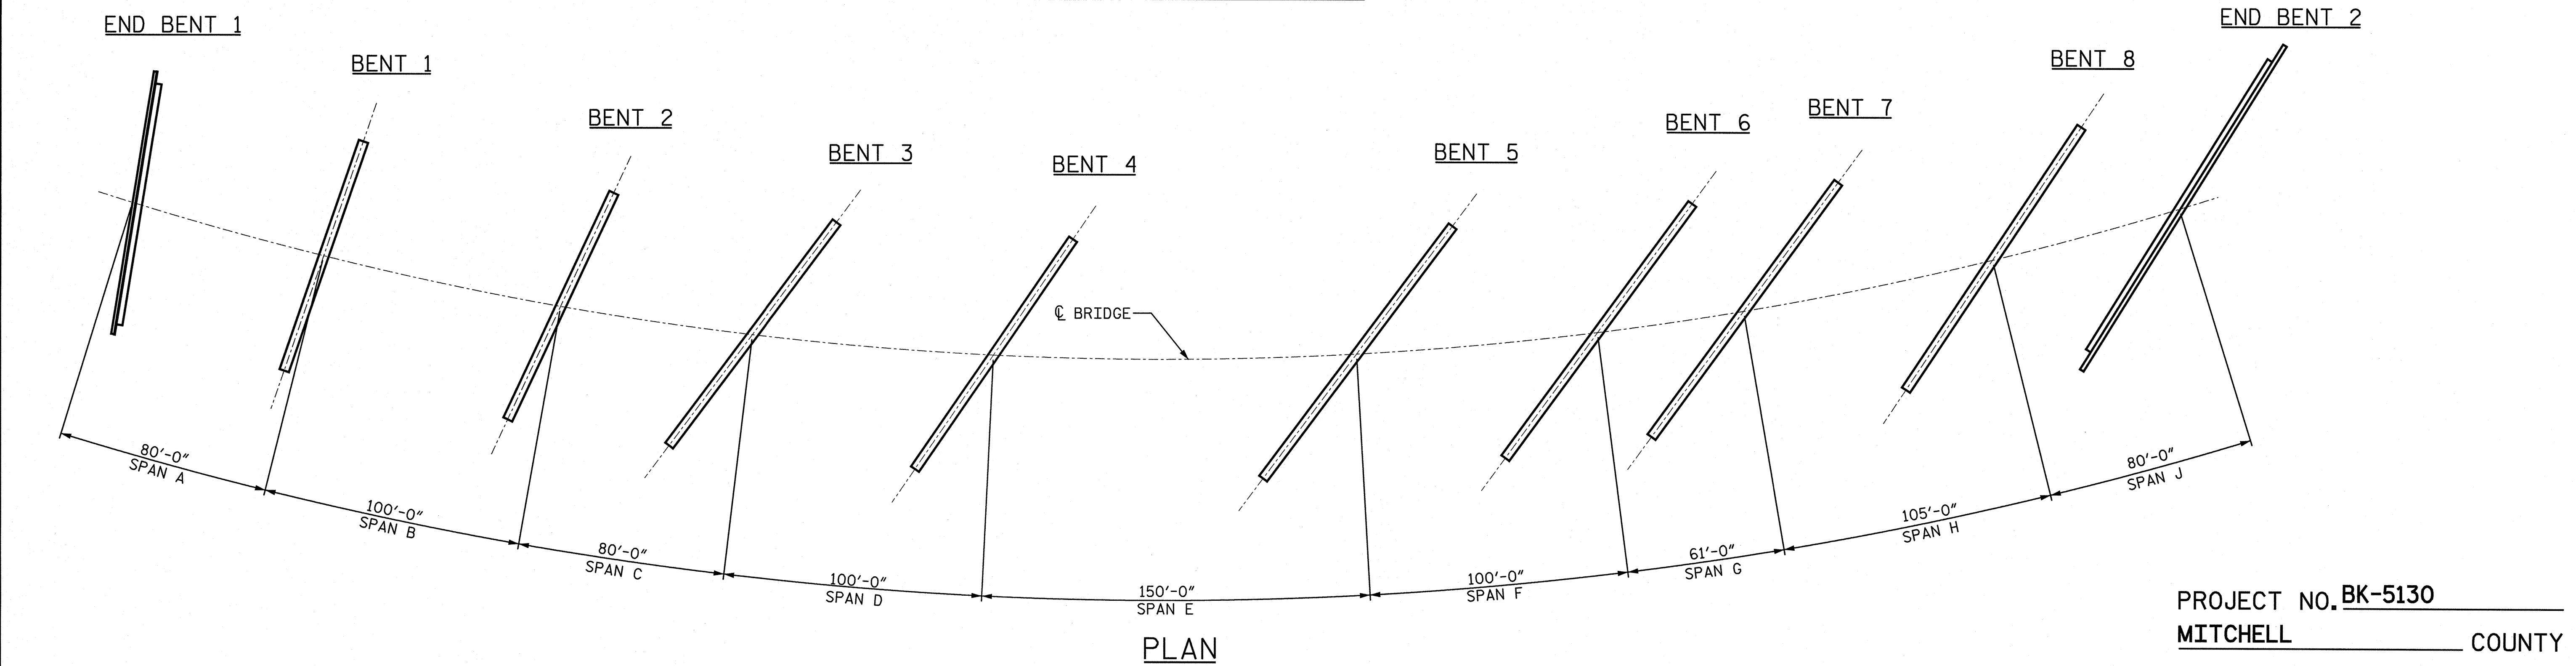 END BENT 1
BENT 1
BENT 2
BENT 3
BENT 4
BENT 5
BENT 6
BENT 7
BENT 8
END BENT 2
℄ BRIDGE
80'-0"
SPAN A
100'-0"
SPAN B
80'-0"
SPAN C
100'-0"
SPAN D
150'-0"
SPAN E
100'-0"
SPAN F
61'-0"
SPAN G
105'-0"
SPAN H
80'-0"
SPAN J
PLAN
PROJECT NO. BK-5130
MITCHELL COUNTY